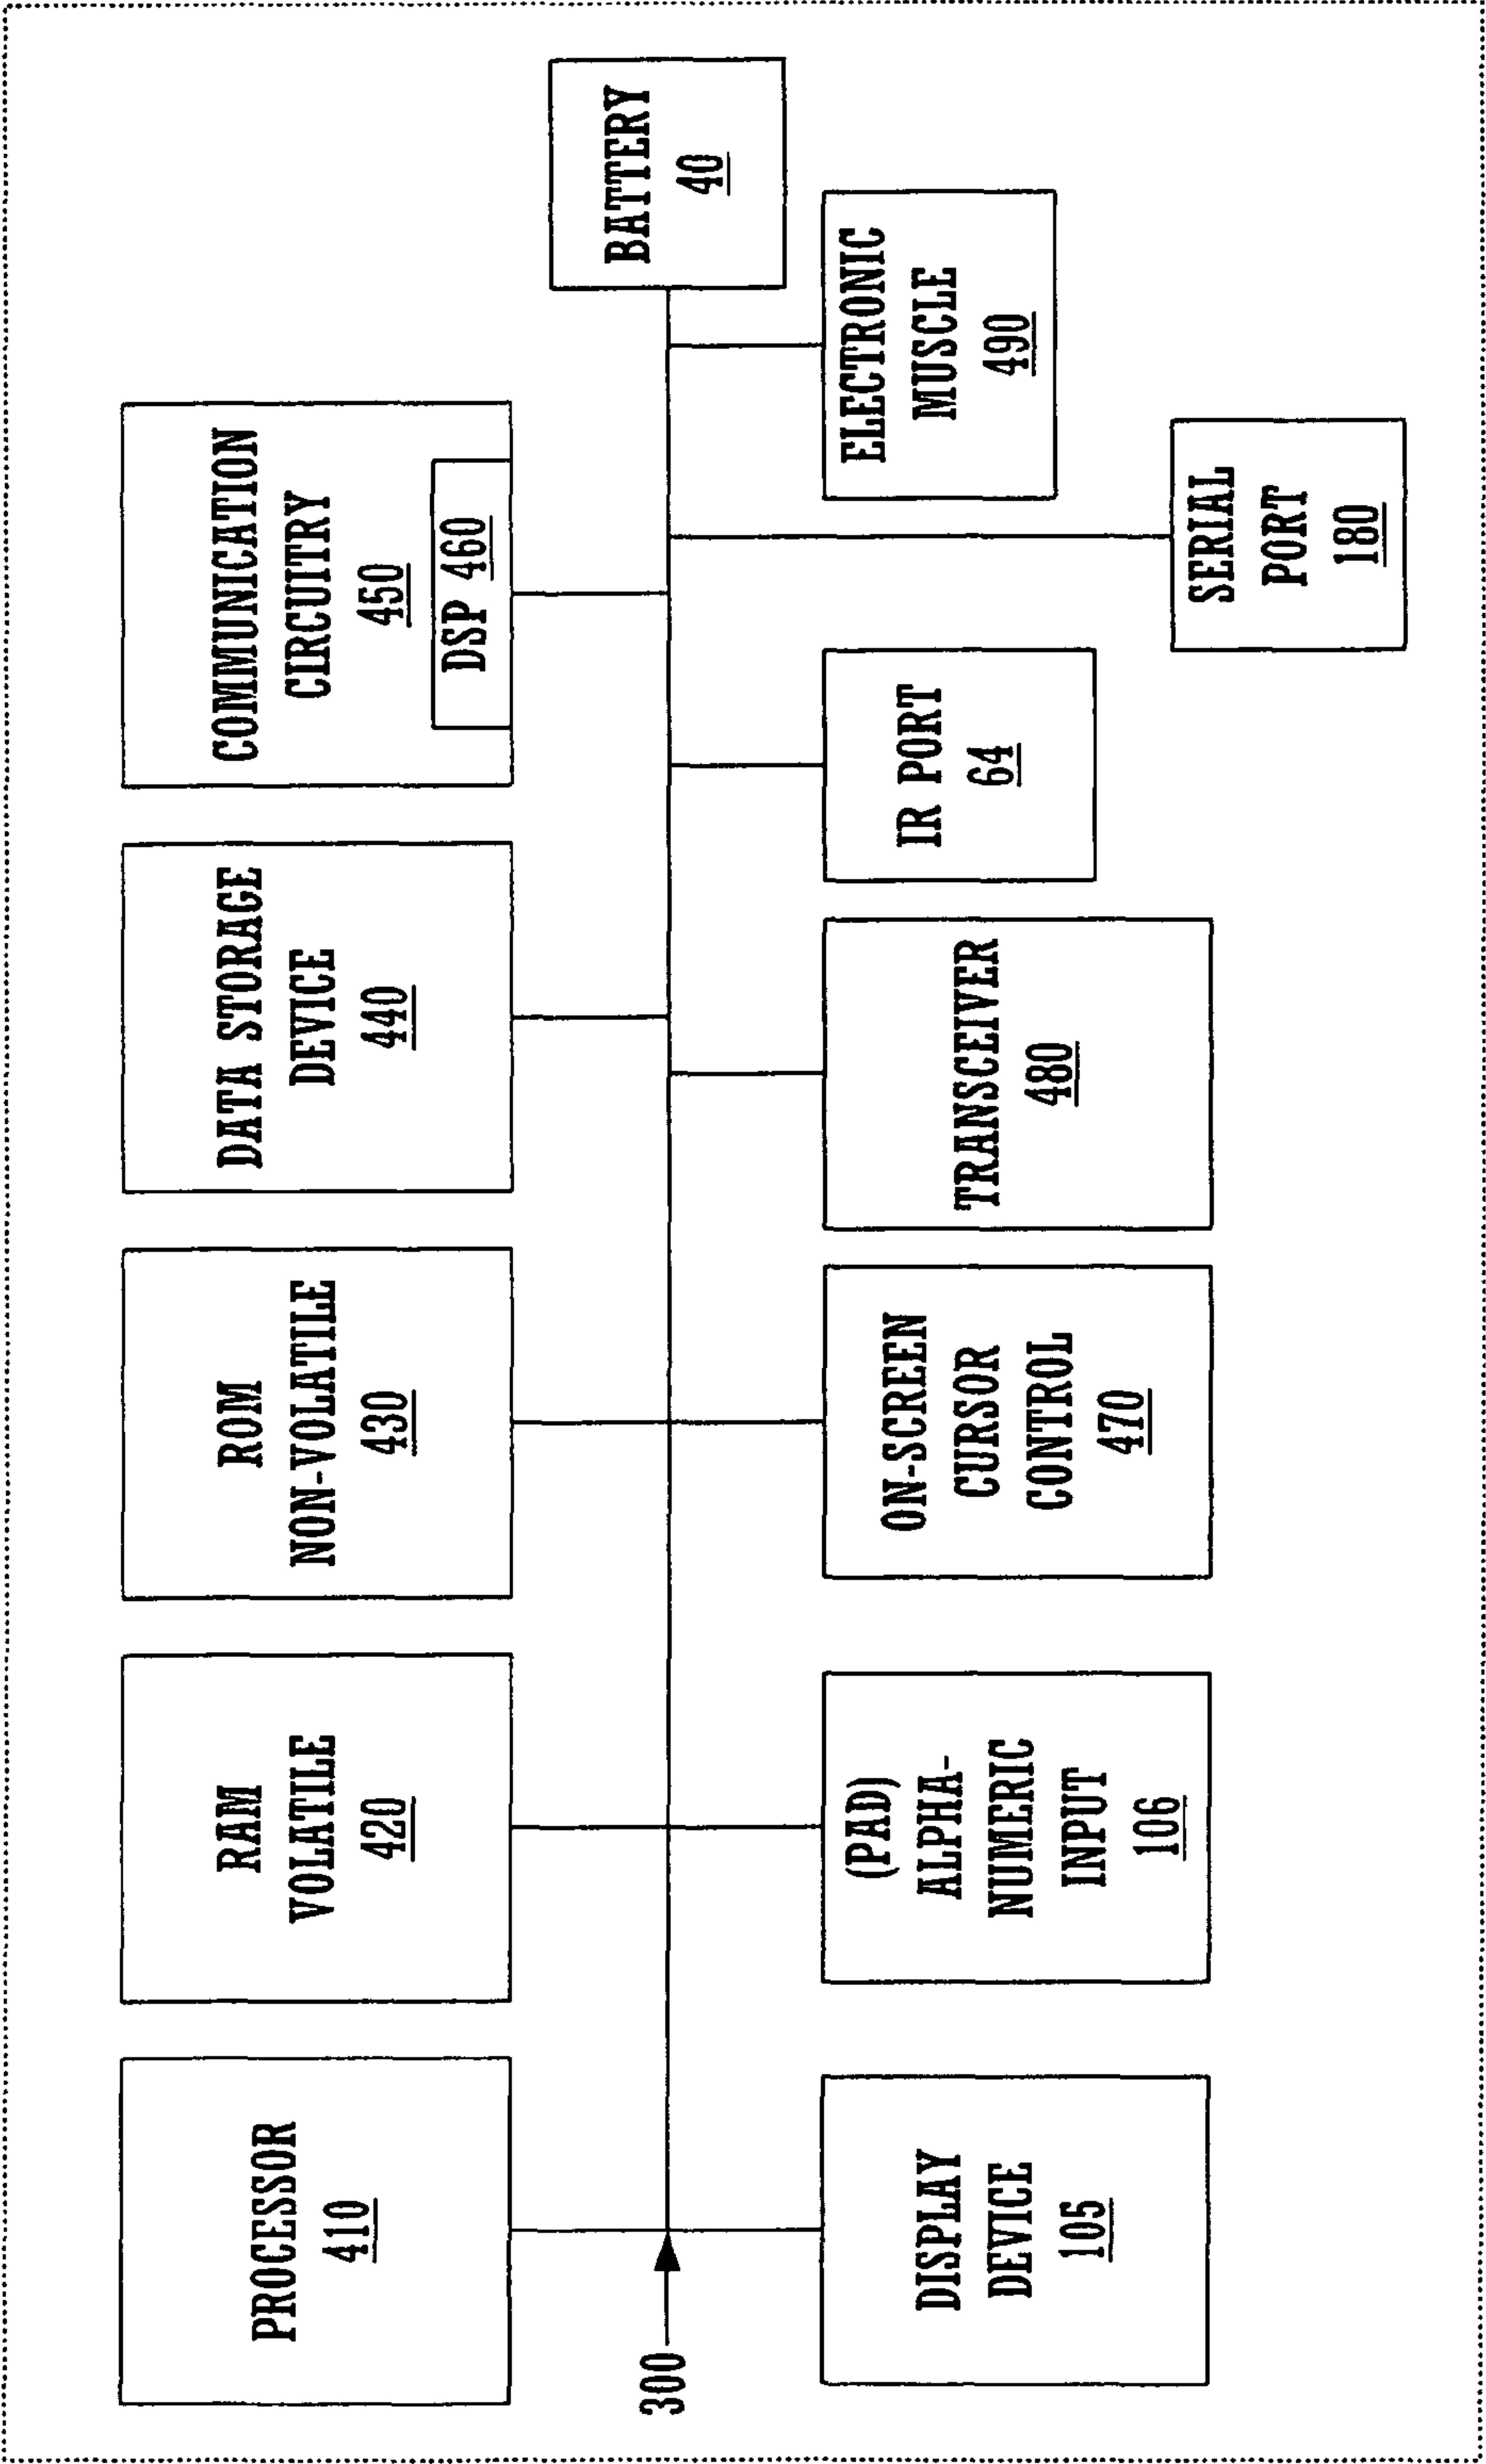 PROCESSOR
410
RAM
VOLATILE
420
ROM
NON-VOLATILE
430
DATA STORAGE
DEVICE
440
COMMUNICATION
CIRCUITRY
450
DSP 460
300
BATTERY
40
DISPLAY
DEVICE
105
(PAD)
ALPHA-
NUMERIC
INPUT
106
ON-SCREEN
CURSOR
CONTROL
470
TRANSCEIVER
480
IR PORT
64
ELECTRONIC
MUSCLE
490
SERIAL
PORT
180